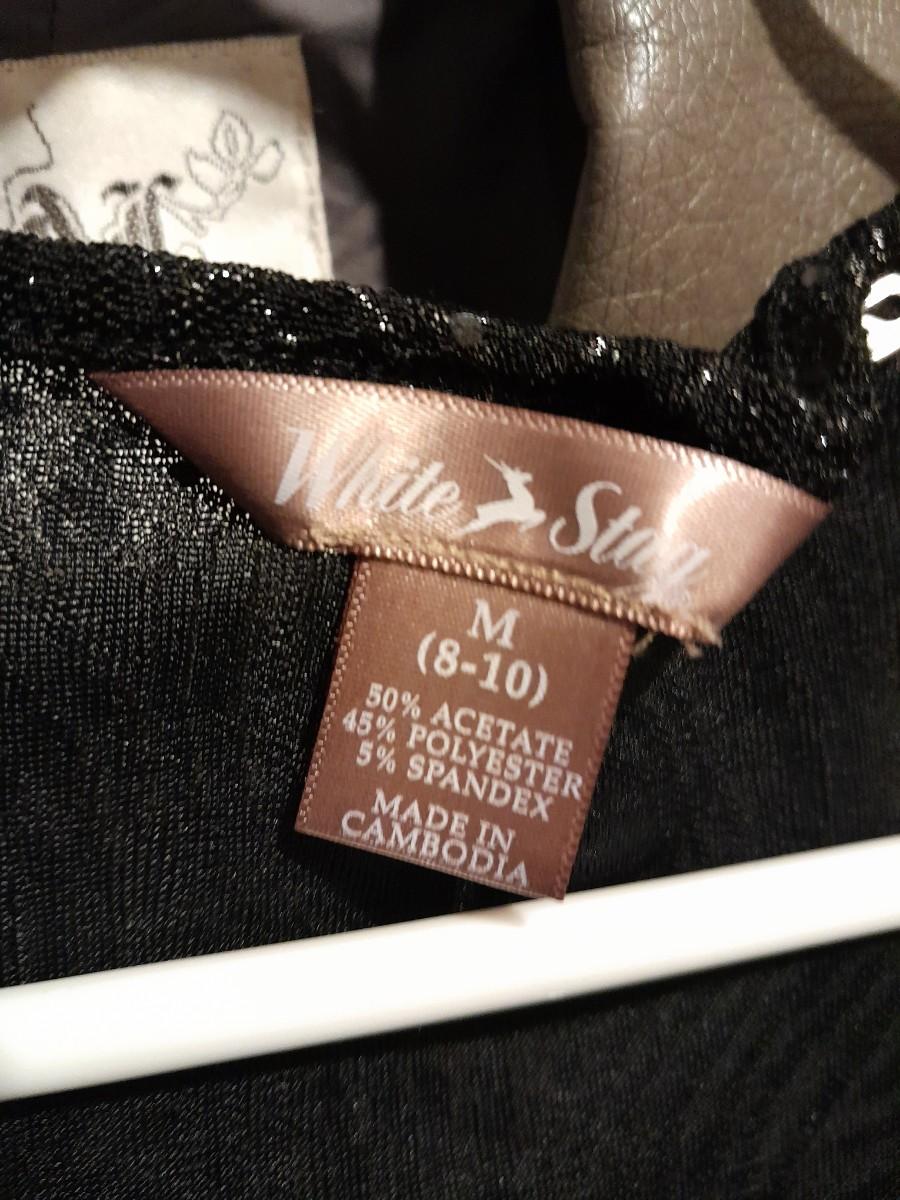 White Stag
M
(8-10)
50% ACETATE
45% POLYESTER
5% SPANDEX
MADE IN
CAMBODIA